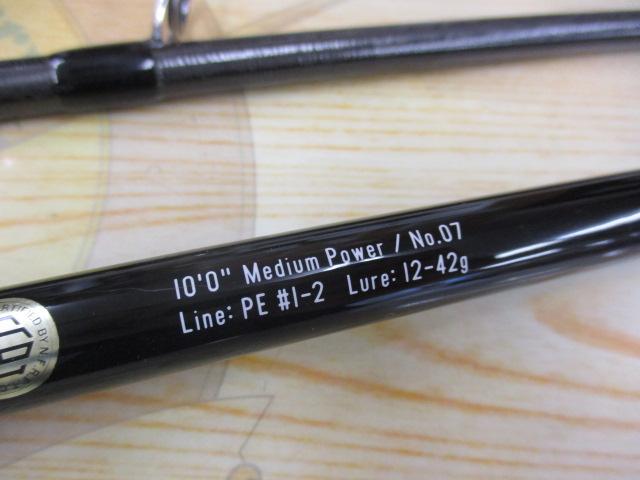 10'0" Medium Power / No.07
Line: PE #1-2 Lure: 12-42g